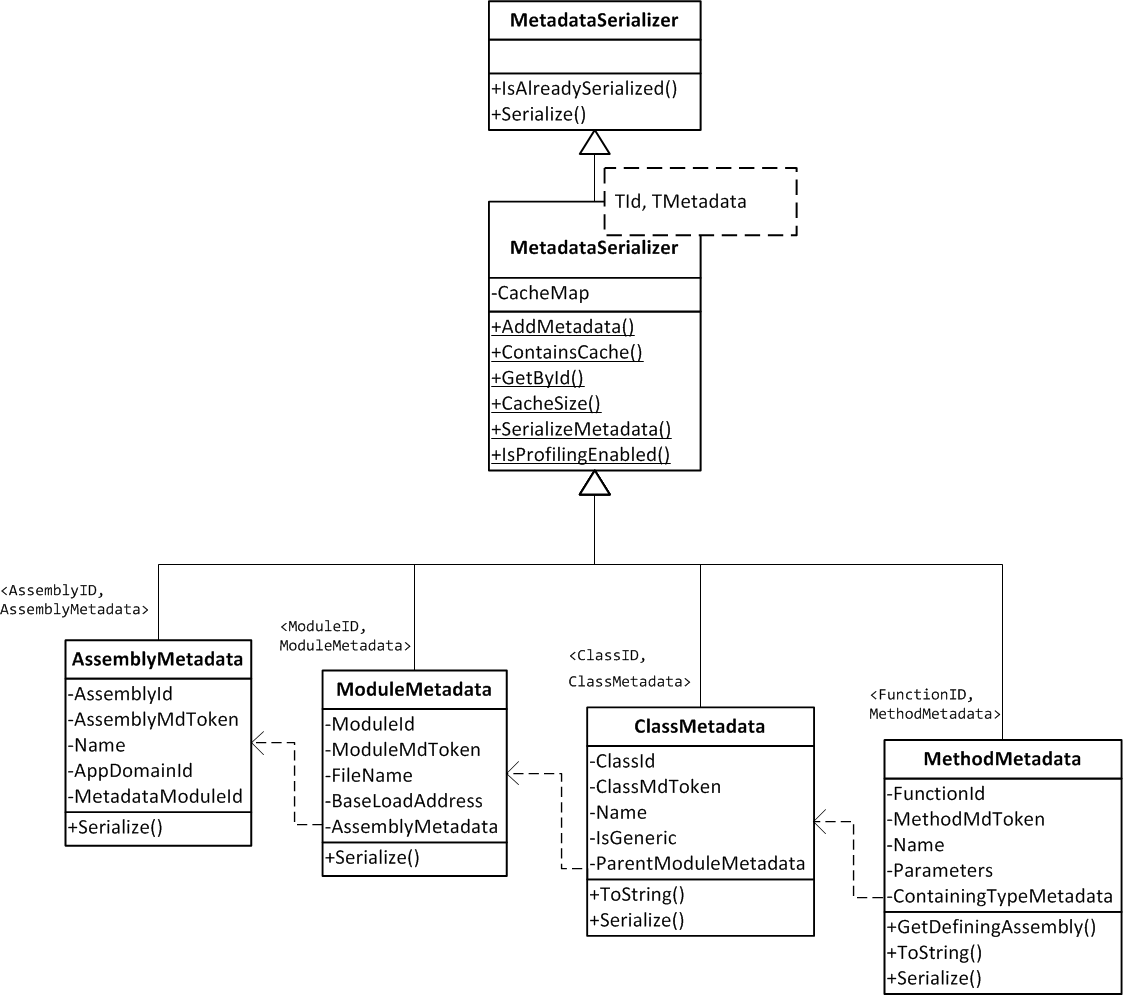 MetadataSerializer
+IsAlreadySerialized()
+Serialize()
TId, TMetadata
MetadataSerializer
-CacheMap
+AddMetadata()
+ContainsCache()
+GetById()
+CacheSize()
+SerializeMetadata()
+IsProfilingEnabled()
<AssemblyID,
AssemblyMetadata>
AssemblyMetadata
-AssemblyId
-AssemblyMdToken
-Name
-AppDomainId
-MetadataModuleId
+Serialize()
<ModuleID,
ModuleMetadata>
ModuleMetadata
-ModuleId
-ModuleMdToken
-FileName
-BaseLoadAddress
-AssemblyMetadata
+Serialize()
<ClassID,
ClassMetadata>
ClassMetadata
-ClassId
-ClassMdToken
-Name
-IsGeneric
-ParentModuleMetadata
+ToString()
+Serialize()
<FunctionID,
MethodMetadata>
MethodMetadata
-FunctionId
-MethodMdToken
-Name
-Parameters
-ContainingTypeMetadata
+GetDefiningAssembly()
+ToString()
+Serialize()